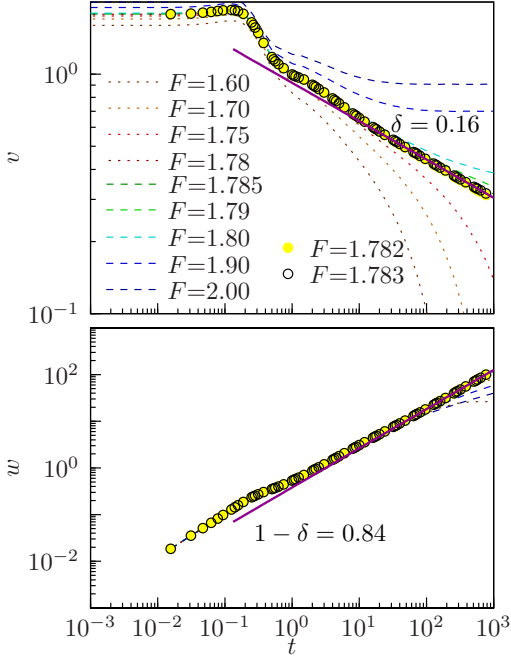 10^0
v
F=1.60
F=1.70
F=1.75
F=1.78
F=1.785
F=1.79
F=1.80
F=1.90
F=2.00
δ = 0.16
F=1.782
F=1.783
10^−1
10^2
w
10^0
10^−2
1 − δ = 0.84
10^−3 10^−2 10^−1 10^0 10^1 10^2 10^3
t